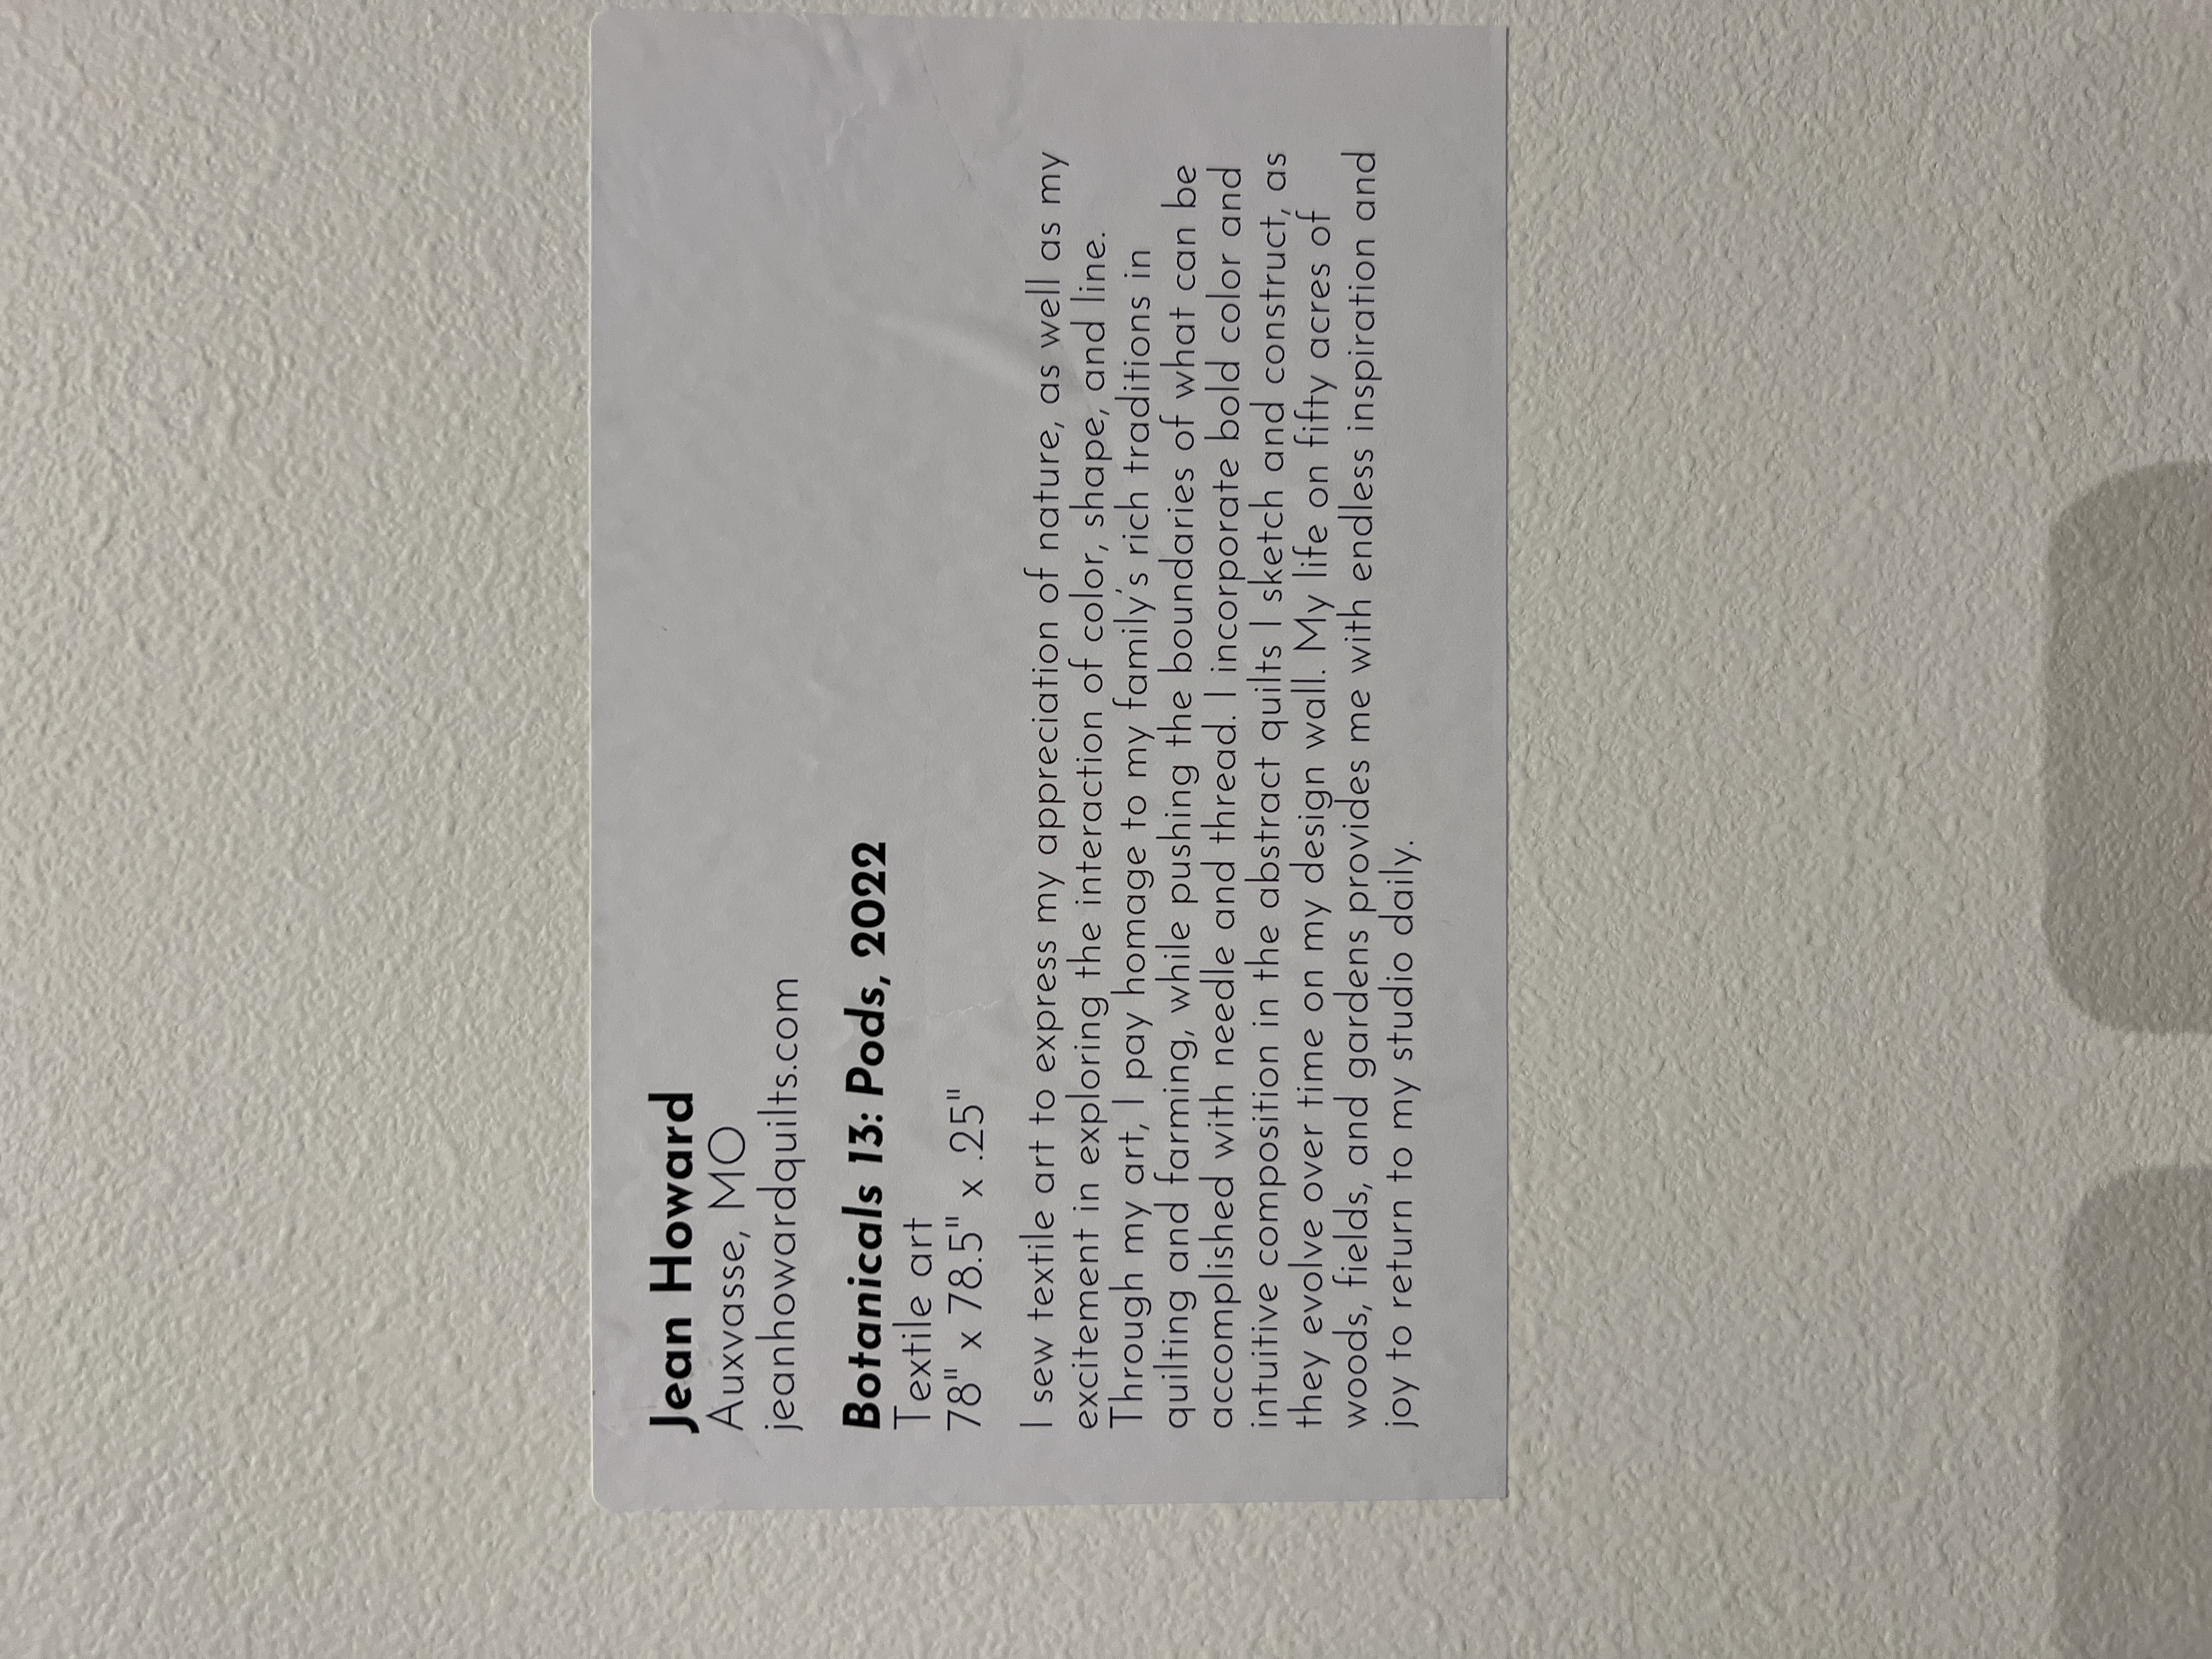 Jean Howard
Auxvasse, MO
jeanhowardquilts.com
Botanicals 13: Pods, 2022
Textile art
78" x 78.5" x .25"
I sew textile art to express my appreciation of nature, as well as my
excitement in exploring the interaction of color, shape, and line.
Through my art, I pay homage to my family's rich traditions in
quilting and farming, while pushing the boundaries of what can be
accomplished with needle and thread. I incorporate bold color and
intuitive composition in the abstract quilts I sketch and construct, as
they evolve over time on my design wall. My life on fifty acres of
woods, fields, and gardens provides me with endless inspiration and
joy to return to my studio daily.